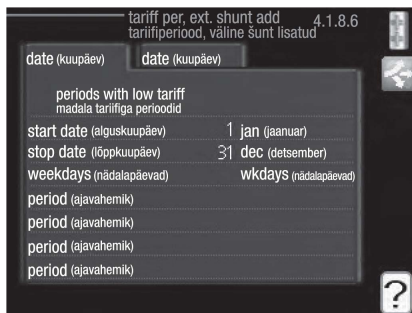 tariff per, ext. shunt add 4.1.8.6
tariifiperiood, väline šunt lisatud
date (kuupäev) date (kuupäev)
periods with low tariff
madala tariifiga perioodid
start date (alguskuupäev) 1 jan (jaanuar)
stop date (lõppkuupäev) 31 dec (detsember)
weekdays (nädalapäevad) wkdays (nädalapäevad)
period (ajavahemik)
period (ajavahemik)
period (ajavahemik)
period (ajavahemik)
?